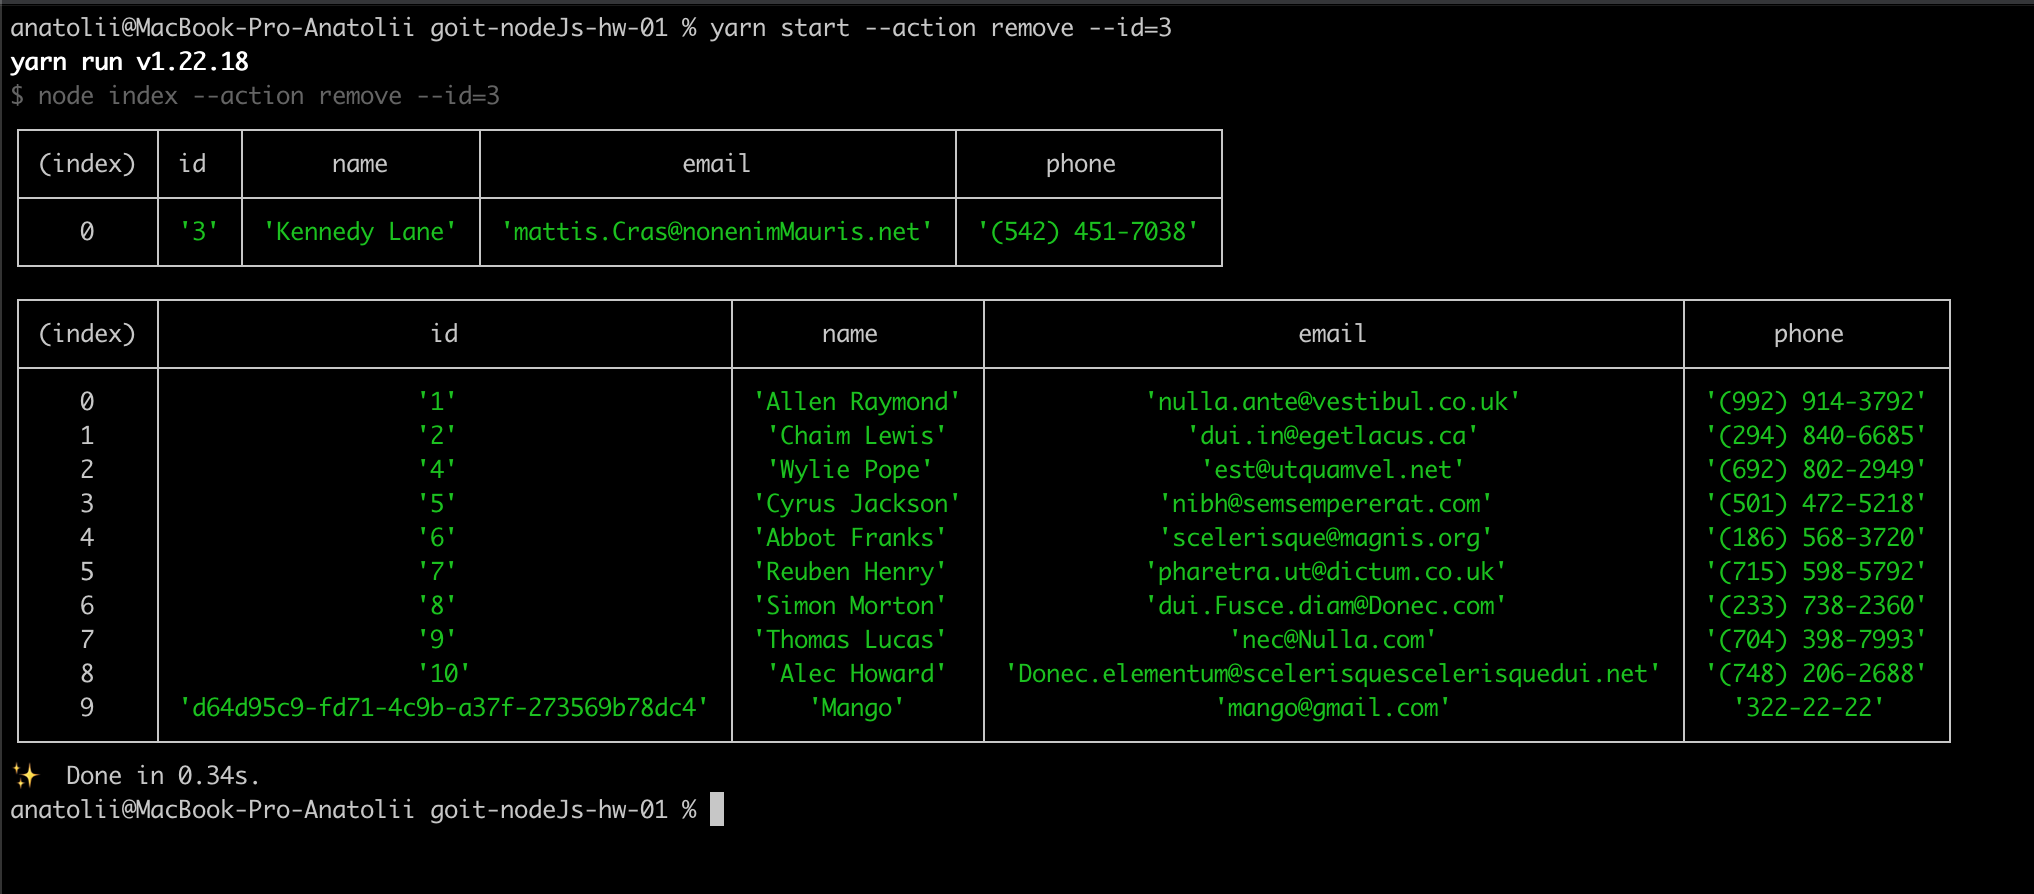 anatolii@MacBook-Pro-Anatolii goit-nodeJs-hw-01 % yarn start --action remove --id=3
yarn run v1.22.18
$ node index --action remove --id=3
(index) id name email phone
0 '3' 'Kennedy Lane' 'mattis.Cras@nonenimMauris.net' '(542) 451-7038'
(index) id name email phone
0 '1' 'Allen Raymond' 'nulla.ante@vestibul.co.uk' '(992) 914-3792'
1 '2' 'Chaim Lewis' 'dui.in@egetlacus.ca' '(294) 840-6685'
2 '4' 'Wylie Pope' 'est@utquamvel.net' '(692) 802-2949'
3 '5' 'Cyrus Jackson' 'nibh@semsempererat.com' '(501) 472-5218'
4 '6' 'Abbot Franks' 'scelerisque@magnis.org' '(186) 568-3720'
5 '7' 'Reuben Henry' 'pharetra.ut@dictum.co.uk' '(715) 598-5792'
6 '8' 'Simon Morton' 'dui.Fusce.diam@Donec.com' '(233) 738-2360'
7 '9' 'Thomas Lucas' 'nec@Nulla.com' '(704) 398-7993'
8 '10' 'Alec Howard' 'Donec.elementum@scelerisquescelerisquedui.net' '(748) 206-2688'
9 'd64d95c9-fd71-4c9b-a37f-273569b78dc4' 'Mango' 'mango@gmail.com' '322-22-22'
✨ Done in 0.34s.
anatolii@MacBook-Pro-Anatolii goit-nodeJs-hw-01 %